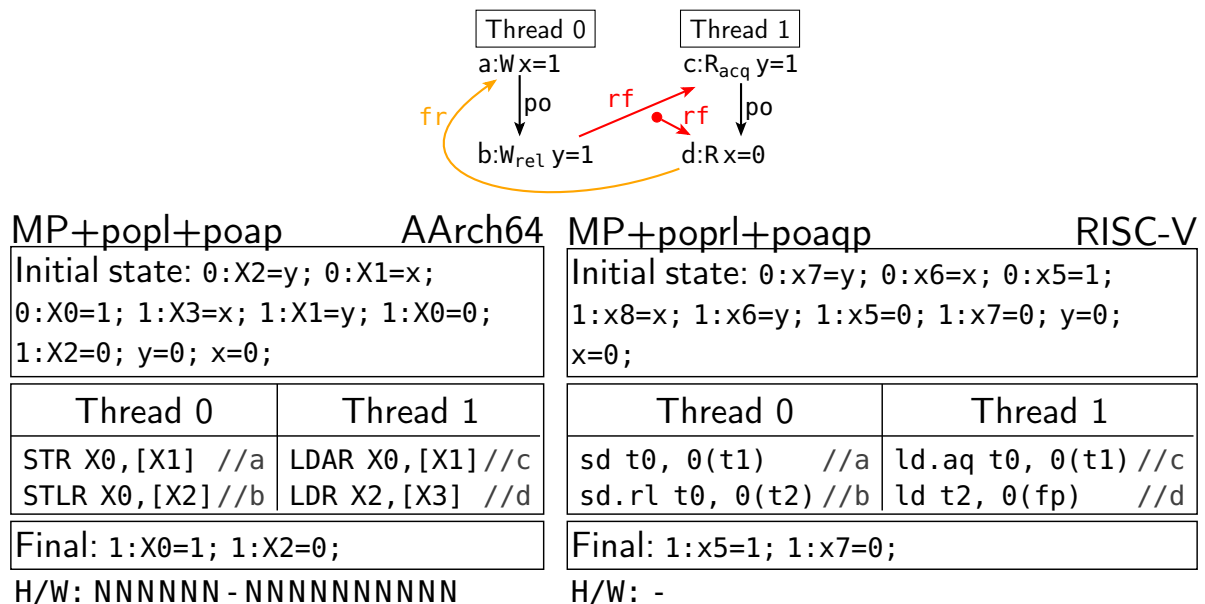 Thread 0 Thread 1
a:W x=1 c:Racq y=1
fr po rf rf po
b:Wrel y=1 d:R x=0
MP+popl+poap AArch64
Initial state: 0:X2=y; 0:X1=x;
0:X0=1; 1:X3=x; 1:X1=y; 1:X0=0;
1:X2=0; y=0; x=0;
Thread 0 Thread 1
STR X0,[X1] //a LDAR X0,[X1]//c
STLR X0,[X2]//b LDR X2,[X3] //d
Final: 1:X0=1; 1:X2=0;
H/W: NNNNNN-NNNNNNNNNN
MP+poprl+poaqp RISC-V
Initial state: 0:x7=y; 0:x6=x; 0:x5=1;
1:x8=x; 1:x6=y; 1:x5=0; 1:x7=0; y=0;
x=0;
Thread 0 Thread 1
sd t0, 0(t1) //a ld.aq t0, 0(t1)//c
sd.rl t0, 0(t2)//b ld t2, 0(fp) //d
Final: 1:x5=1; 1:x7=0;
H/W: -